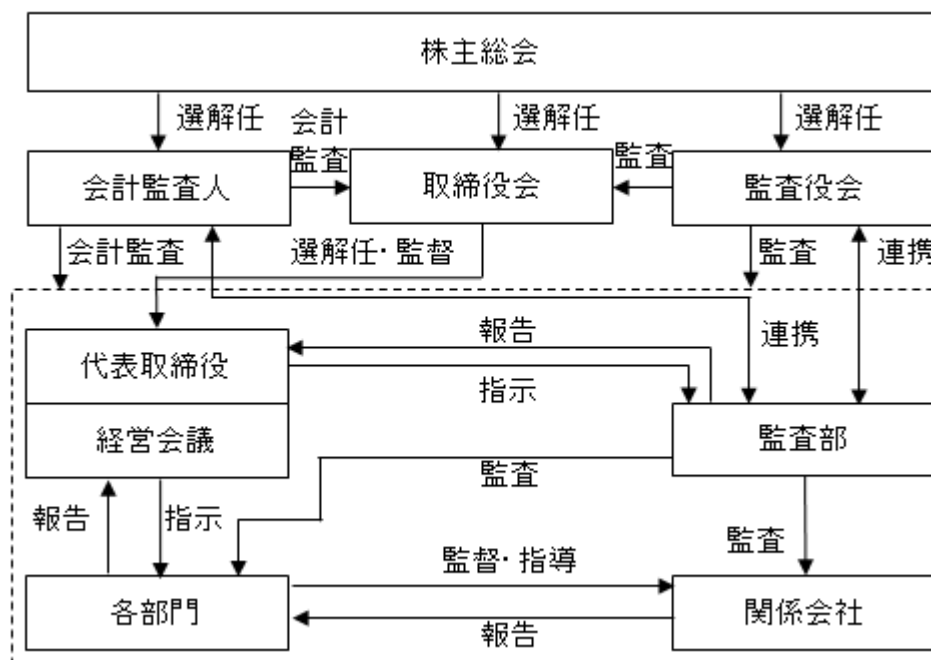 株主総会
選解任
選解任
選解任
会計
監査
監査
会計監査人
取締役会
監査役会
会計監査
選解任・監督
監査
連携
報告
連携
代表取締役
指示
経営会議
監査部
監査
報告
指示
監査
監督・指導
各部門
関係会社
報告